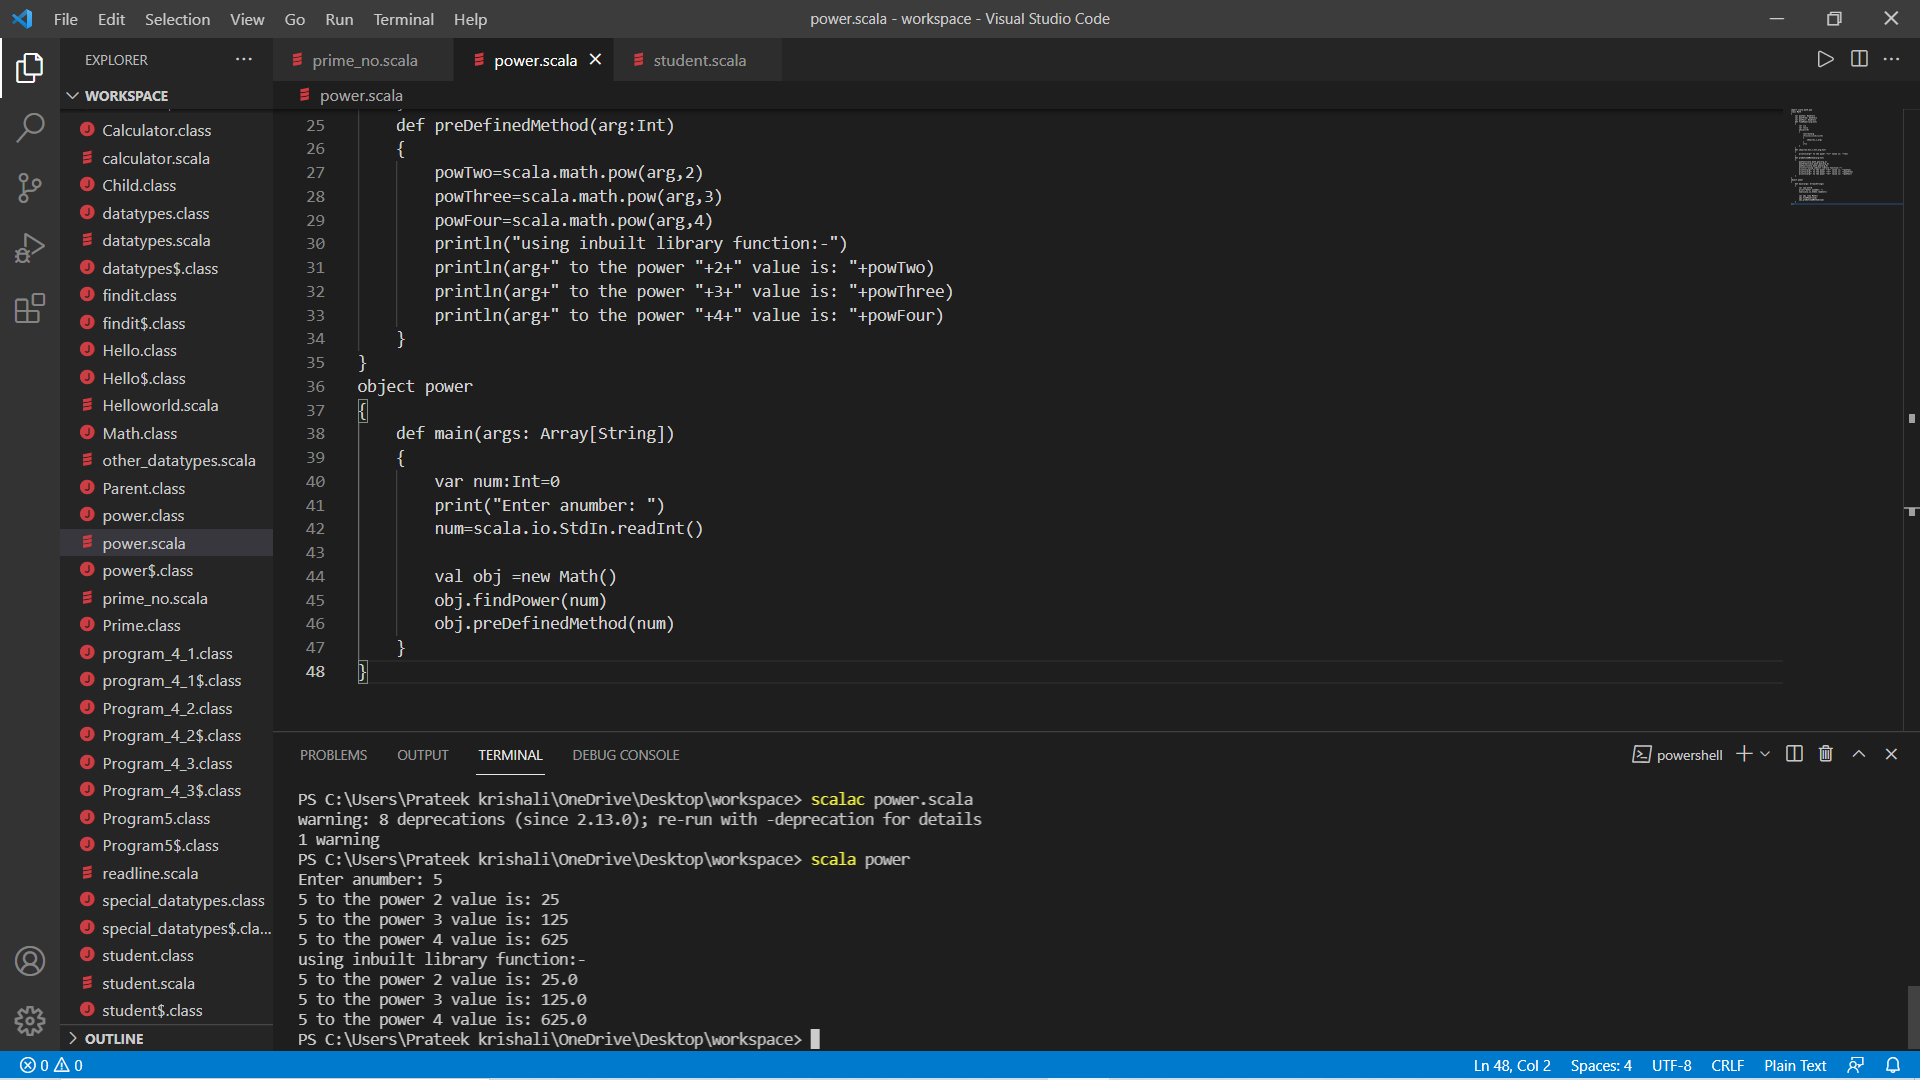 File Edit Selection View Go Run Terminal Help
power.scala - workspace - Visual Studio Code
EXPLORER
WORKSPACE
Calculator.class
calculator.scala
Child.class
datatypes.class
datatypes.scala
datatypes$.class
findit.class
findit$.class
Hello.class
Hello$.class
Helloworld.scala
Math.class
other_datatypes.scala
Parent.class
power.class
power.scala
power$.class
prime_no.scala
Prime.class
program_4_1.class
program_4_1$.class
Program_4_2.class
Program_4_2$.class
Program_4_3.class
Program_4_3$.class
Program5.class
Program5$.class
readline.scala
special_datatypes.class
special_datatypes$.cla...
student.class
student.scala
student$.class
OUTLINE
prime_no.scala power.scala student.scala
power.scala
25 def preDefinedMethod(arg:Int)
26 {
27 powTwo=scala.math.pow(arg,2)
28 powThree=scala.math.pow(arg,3)
29 powFour=scala.math.pow(arg,4)
30 println("using inbuilt library function:-")
31 println(arg+" to the power "+2+" value is: "+powTwo)
32 println(arg+" to the power "+3+" value is: "+powThree)
33 println(arg+" to the power "+4+" value is: "+powFour)
34 }
35 }
36 object power
37 {
38 def main(args: Array[String])
39 {
40 var num:Int=0
41 print("Enter anumber: ")
42 num=scala.io.StdIn.readInt()
43
44 val obj =new Math()
45 obj.findPower(num)
46 obj.preDefinedMethod(num)
47 }
48 }
PROBLEMS OUTPUT TERMINAL DEBUG CONSOLE
powershell
PS C:\Users\Prateek krishali\OneDrive\Desktop\workspace> scalac power.scala
warning: 8 deprecations (since 2.13.0); re-run with -deprecation for details
1 warning
PS C:\Users\Prateek krishali\OneDrive\Desktop\workspace> scala power
Enter anumber: 5
5 to the power 2 value is: 25
5 to the power 3 value is: 125
5 to the power 4 value is: 625
using inbuilt library function:-
5 to the power 2 value is: 25.0
5 to the power 3 value is: 125.0
5 to the power 4 value is: 625.0
PS C:\Users\Prateek krishali\OneDrive\Desktop\workspace>
0 0
Ln 48, Col 2 Spaces: 4 UTF-8 CRLF Plain Text